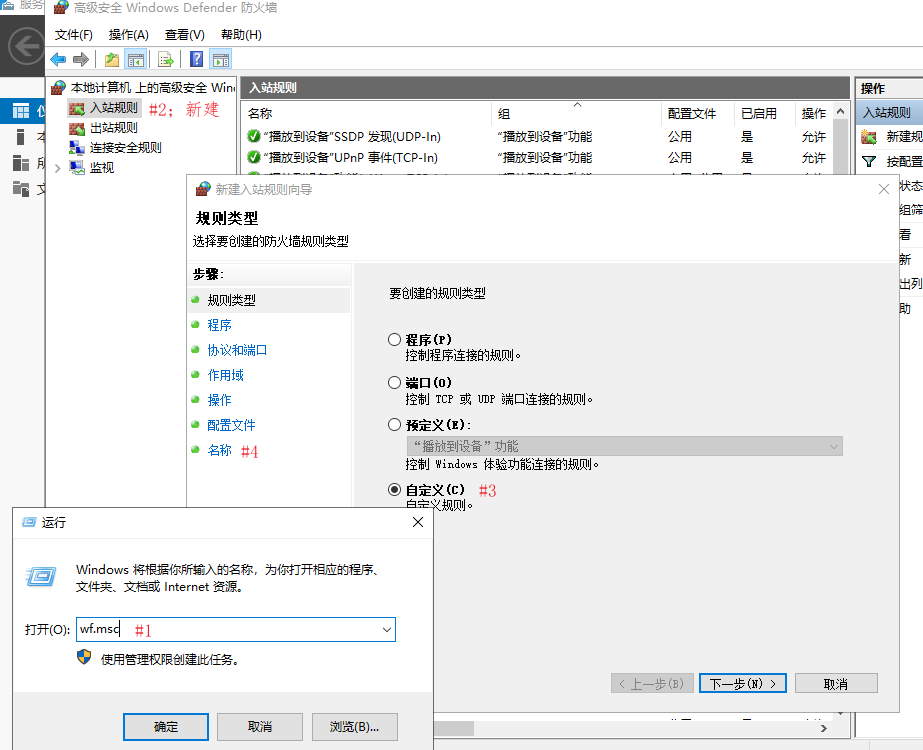 服务
高级安全 Windows Defender 防火墙
文件(F) 操作(A) 查看(V) 帮助(H)
本地计算机 上的高级安全 Win
入站规则 #2；新建
出站规则
连接安全规则
监视
入站规则
名称 组 配置文件 已启用 操作
“播放到设备”SSDP 发现(UDP-In) “播放到设备”功能 公用 是 允许
“播放到设备”UPnP 事件(TCP-In) “播放到设备”功能 公用 是 允许
操作
入站规则
新建规
按配置
状态
组筛
看
新
出列
助
新建入站规则向导
规则类型
选择要创建的防火墙规则类型
步骤:
规则类型
程序
协议和端口
作用域
操作
配置文件
名称 #4
要创建的规则类型
程序(P)
控制程序连接的规则。
端口(O)
控制 TCP 或 UDP 端口连接的规则。
预定义(E):
“播放到设备”功能
控制 Windows 体验功能连接的规则。
自定义(C) #3
自定义规则。
< 上一步(B) 下一步(N) > 取消
运行
Windows 将根据你所输入的名称，为你打开相应的程序、
文件夹、文档或 Internet 资源。
打开(O): wf.msc #1
使用管理权限创建此任务。
确定 取消 浏览(B)...